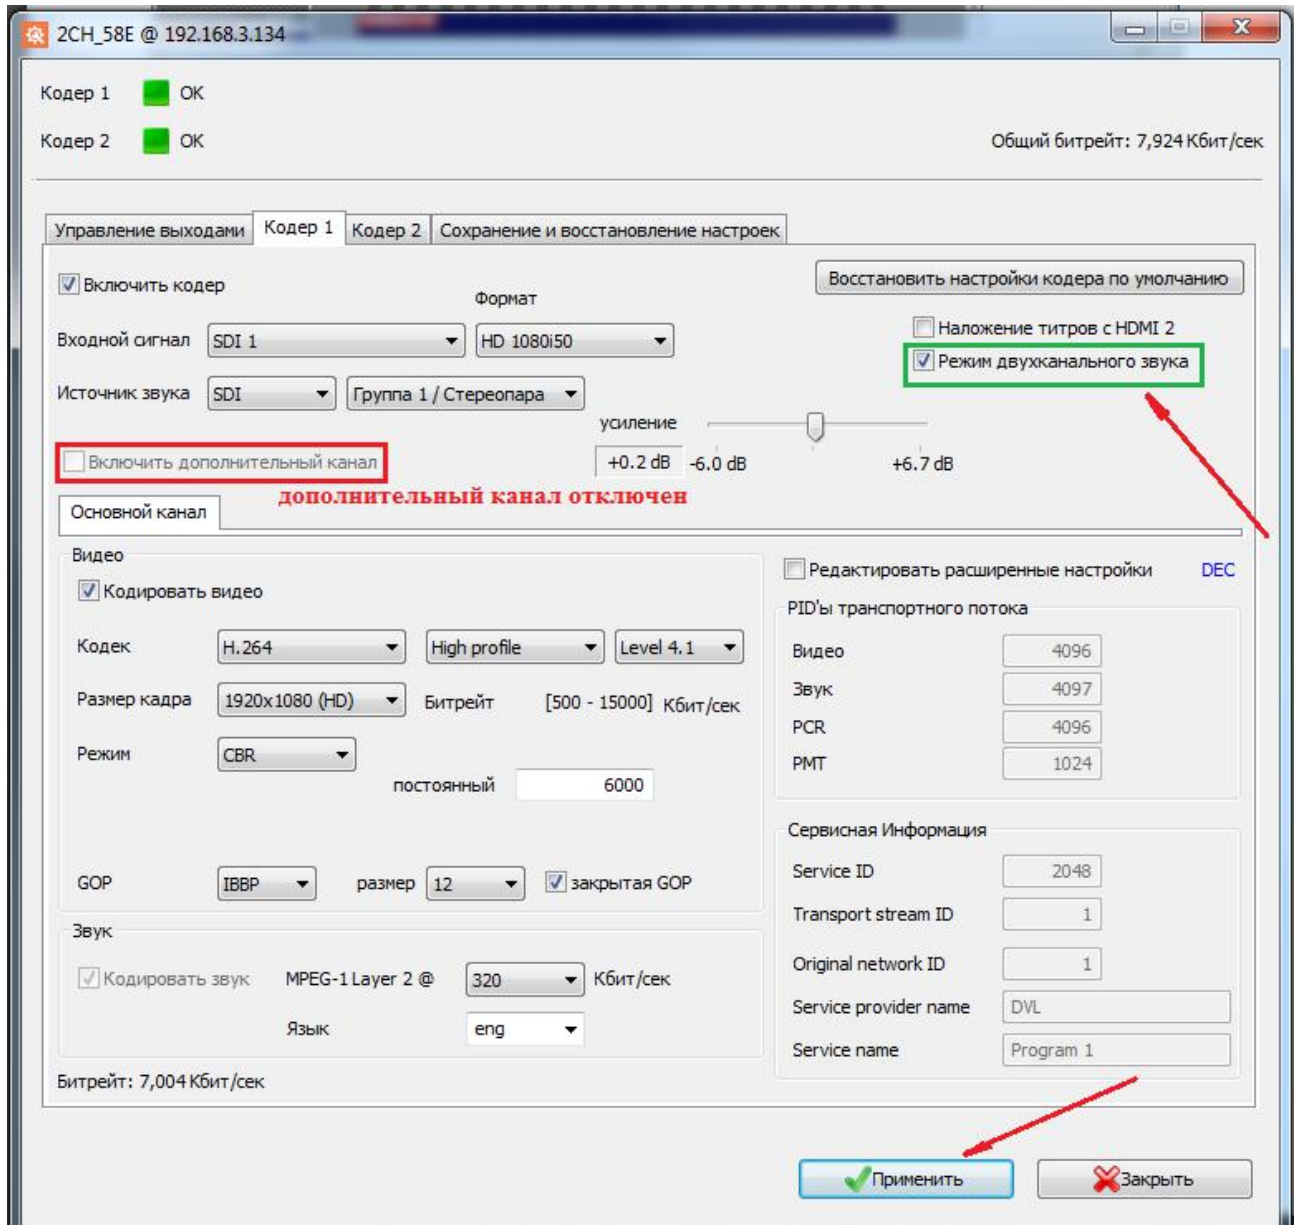 2CH_58E @ 192.168.3.134
Кодер 1 OK
Кодер 2 OK Общий битрейт: 7,924 Кбит/сек
Управление выходами Кодер 1 Кодер 2 Сохранение и восстановление настроек
Включить кодер Восстановить настройки кодера по умолчанию
Формат
Наложение титров с HDMI 2
Входной сигнал SDI 1 HD 1080i50
Режим двухканального звука
Источник звука SDI Группа 1 / Стереопара
усиление
Включить дополнительный канал +0.2 dB -6.0 dB +6.7 dB
дополнительный канал отключен
Основной канал
Видео
Кодировать видео
Кодек H.264 High profile Level 4.1
Размер кадра 1920x1080 (HD) Битрейт [500 - 15000] Кбит/сек
Режим CBR
постоянный 6000
GOP IBBP размер 12 закрытая GOP
Звук
Кодировать звук MPEG-1 Layer 2 @ 320 Кбит/сек
Язык eng
Битрейт: 7,004 Кбит/сек
Редактировать расширенные настройки DEC
PID'ы транспортного потока
Видео 4096
Звук 4097
PCR 4096
PMT 1024
Сервисная Информация
Service ID 2048
Transport stream ID 1
Original network ID 1
Service provider name DVL
Service name Program 1
Применить Закрыть